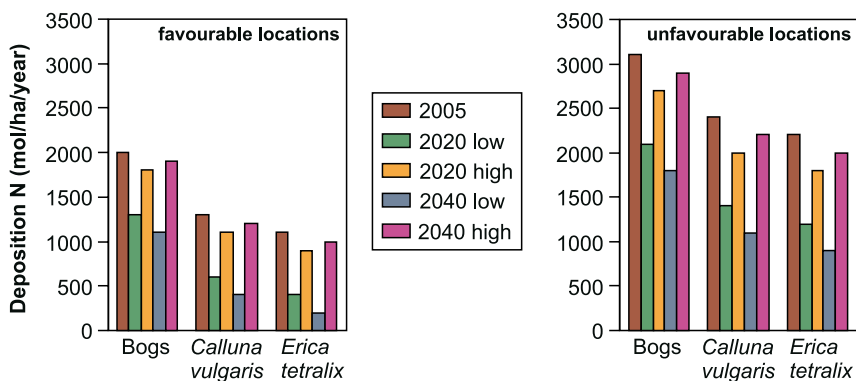 favourable locations
Deposition N (mol/ha/year)
3500
3000
2500
2000
1500
1000
500
0
Bogs
Calluna
vulgaris
Erica
tetralix
2005
2020 low
2020 high
2040 low
2040 high
unfavourable locations
3500
3000
2500
2000
1500
1000
500
0
Bogs
Calluna
vulgaris
Erica
tetralix